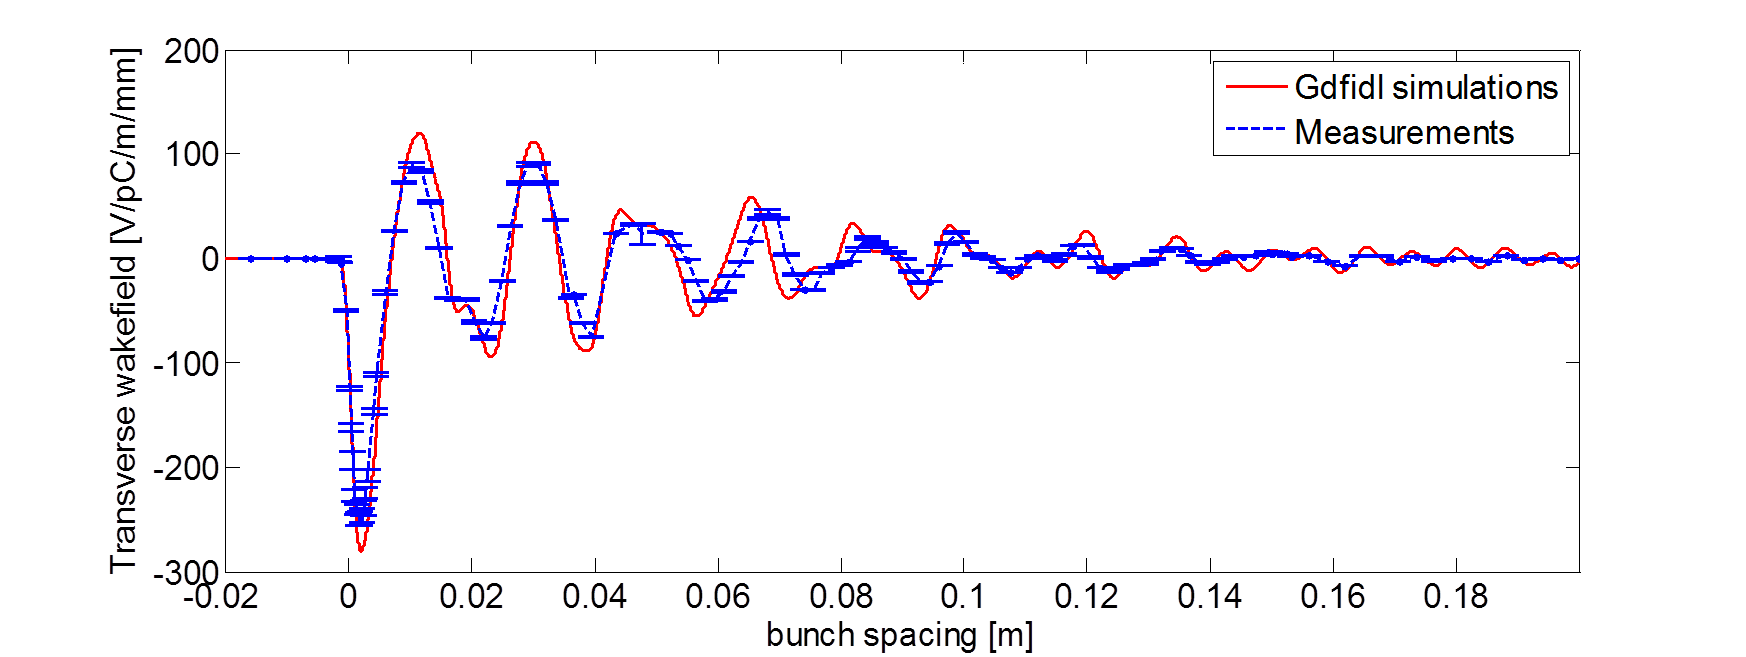 Transverse wakefield [V/pC/m/mm]
200
100
0
-100
-200
-300
Gdfidl simulations
Measurements
-0.02 0 0.02 0.04 0.06 0.08 0.1 0.12 0.14 0.16 0.18
bunch spacing [m]